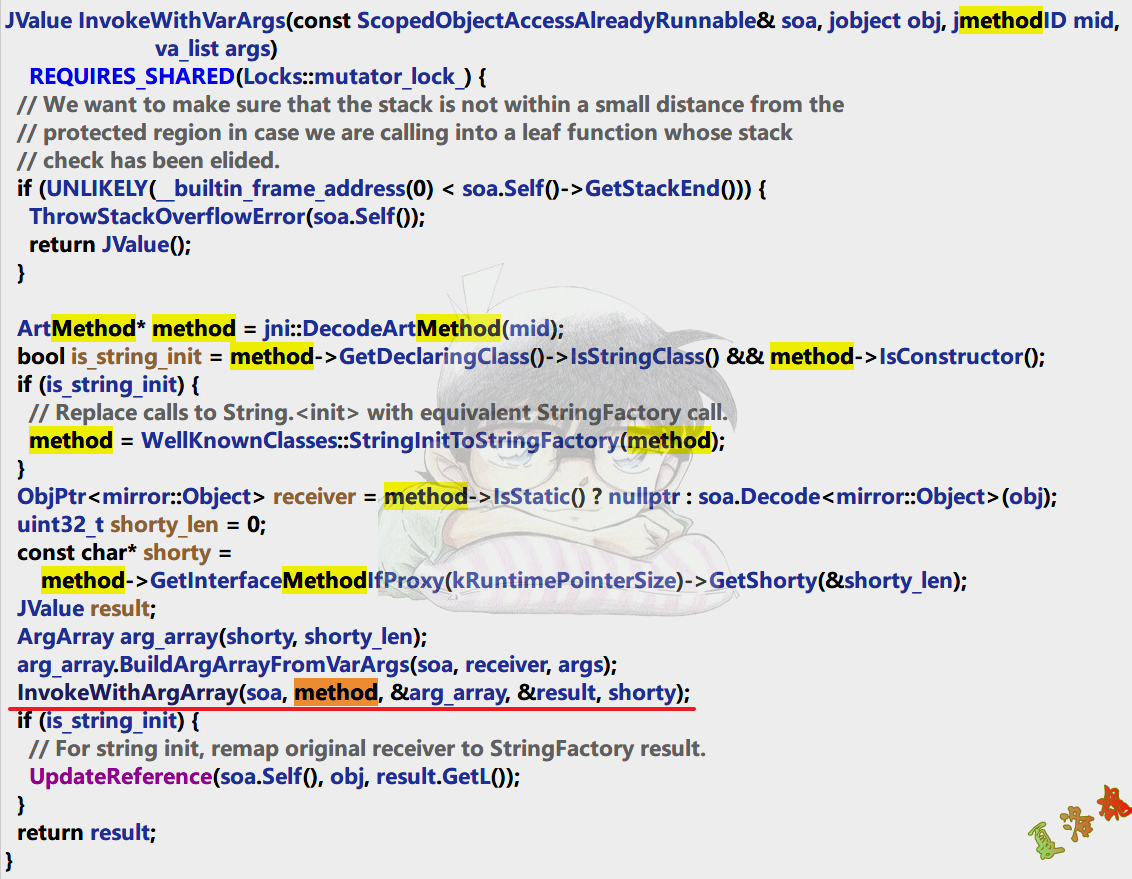 JValue InvokeWithVarArgs(const ScopedObjectAccessAlreadyRunnable& soa, jobject obj, jmethodID mid,
va_list args)
REQUIRES_SHARED(Locks::mutator_lock_) {
// We want to make sure that the stack is not within a small distance from the
// protected region in case we are calling into a leaf function whose stack
// check has been elided.
if (UNLIKELY(__builtin_frame_address(0) < soa.Self()->GetStackEnd())) {
ThrowStackOverflowError(soa.Self());
return JValue();
}
ArtMethod* method = jni::DecodeArtMethod(mid);
bool is_string_init = method->GetDeclaringClass()->IsStringClass() && method->IsConstructor();
if (is_string_init) {
// Replace calls to String.<init> with equivalent StringFactory call.
method = WellKnownClasses::StringInitToStringFactory(method);
}
ObjPtr<mirror::Object> receiver = method->IsStatic() ? nullptr : soa.Decode<mirror::Object>(obj);
uint32_t shorty_len = 0;
const char* shorty =
method->GetInterfaceMethodIfProxy(kRuntimePointerSize)->GetShorty(&shorty_len);
JValue result;
ArgArray arg_array(shorty, shorty_len);
arg_array.BuildArgArrayFromVarArgs(soa, receiver, args);
InvokeWithArgArray(soa, method, &arg_array, &result, shorty);
if (is_string_init) {
// For string init, remap original receiver to StringFactory result.
UpdateReference(soa.Self(), obj, result.GetL());
}
return result;
}
夏洛